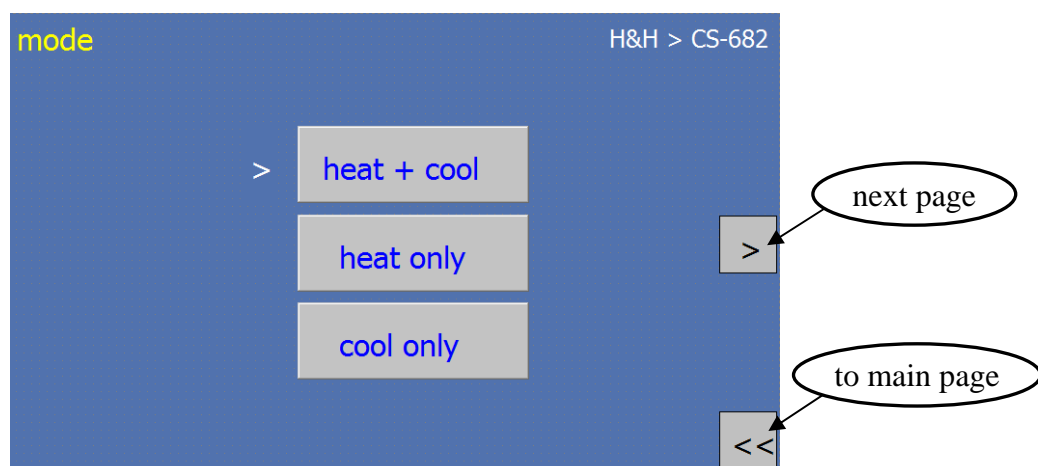 mode
H&H > CS-682
> heat + cool
heat only
cool only
next page
>
to main page
<<